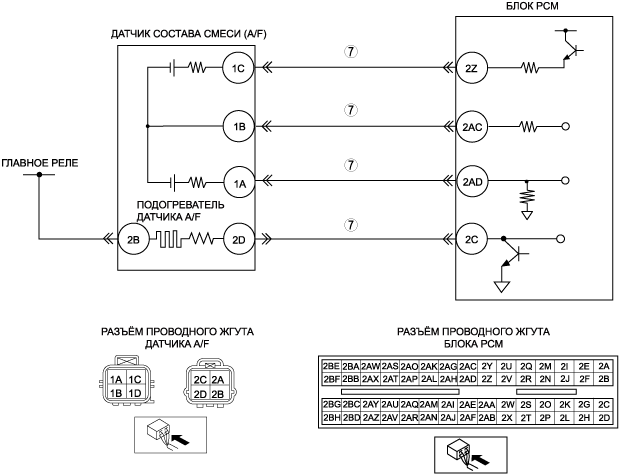 БЛОК PCM
ДАТЧИК СОСТАВА СМЕСИ (A/F)
1C 7 2Z
1B 7 2AC
ГЛАВНОЕ РЕЛЕ
1A 7 2AD
ПОДОГРЕВАТЕЛЬ
ДАТЧИКА A/F
2B 2D 7 2C
РАЗЪЁМ ПРОВОДНОГО ЖГУТА
ДАТЧИКА A/F
1A 1C
1B 1D
2C 2A
2D 2B
РАЗЪЁМ ПРОВОДНОГО ЖГУТА
БЛОКА PCM
2BE 2BA 2AW 2AS 2AO 2AK 2AG 2AC 2Y 2U 2Q 2M 2I 2E 2A
2BF 2BB 2AX 2AT 2AP 2AL 2AH 2AD 2Z 2V 2R 2N 2J 2F 2B
2BG 2BC 2AY 2AU 2AQ 2AM 2AI 2AE 2AA 2W 2S 2O 2K 2G 2C
2BH 2BD 2AZ 2AV 2AR 2AN 2AJ 2AF 2AB 2X 2T 2P 2L 2H 2D